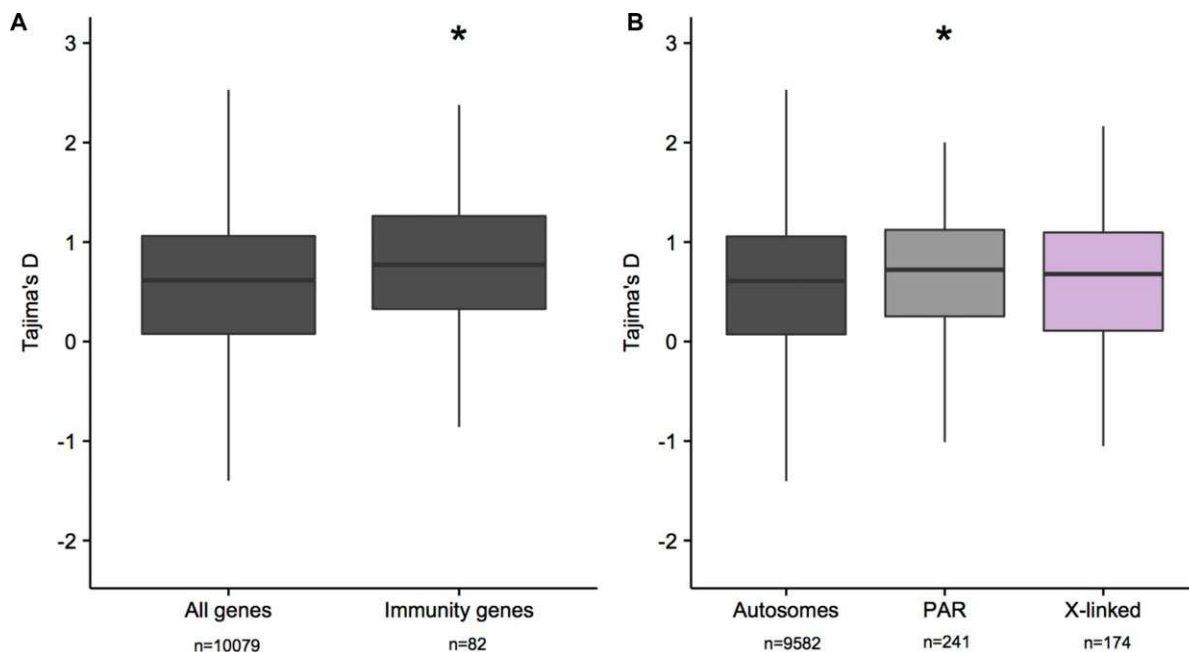 A
Tajima's D
3
2
1
0
-1
-2
*
All genes
Immunity genes
n=10079
n=82
B
Tajima's D
3
2
1
0
-1
-2
*
Autosomes
PAR
X-linked
n=9582
n=241
n=174